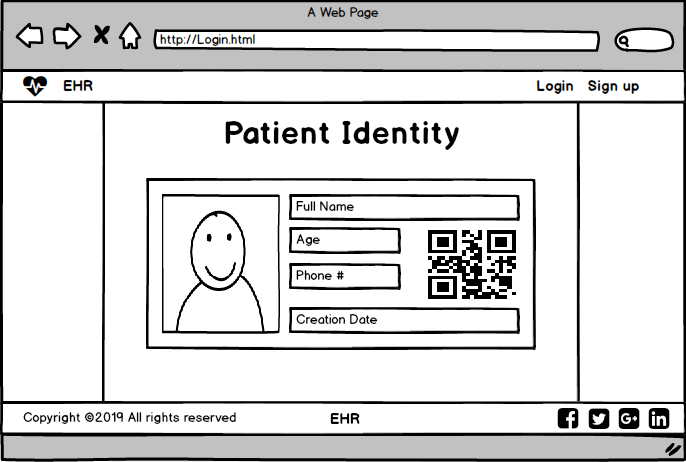 A Web Page
http://Login.html
EHR Login Sign up
Patient Identity
Full Name
Age
Phone #
Creation Date
Copyright ©2019 All rights reserved EHR